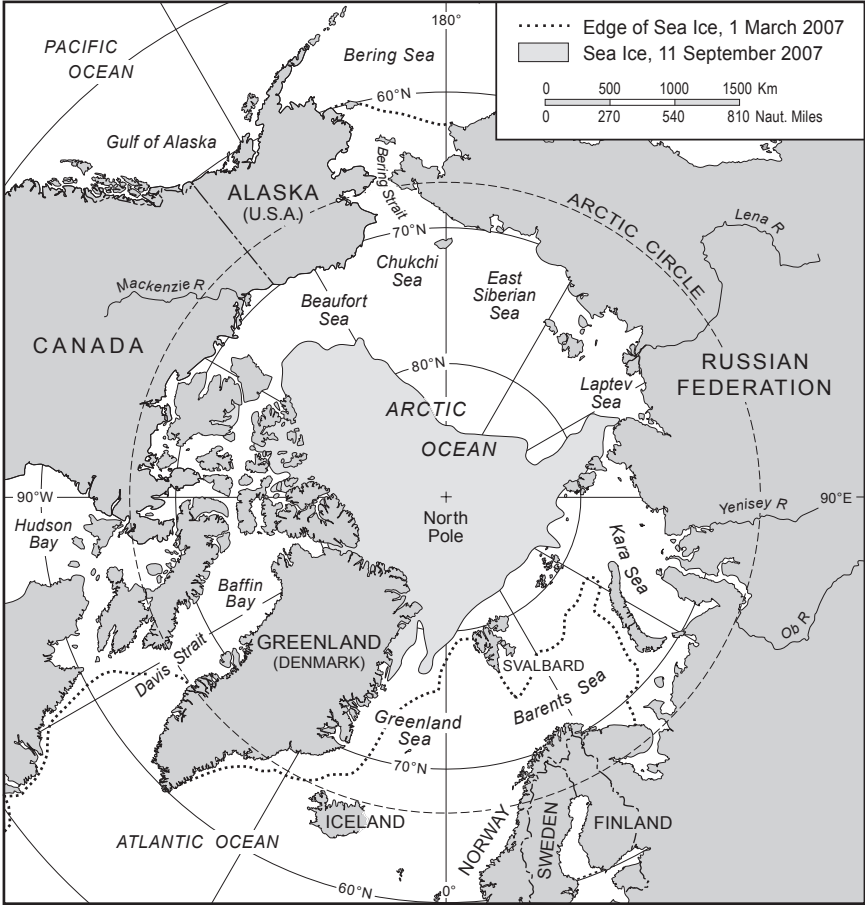 180°
Edge of Sea Ice, 1 March 2007
Sea Ice, 11 September 2007
0 500 1000 1500 Km
0 270 540 810 Naut. Miles
PACIFIC
OCEAN
Bering Sea
60°N
Gulf of Alaska
Bering Strait
ALASKA
(U.S.A.)
ARCTIC CIRCLE
Lena R
70°N
Chukchi
Sea
East
Siberian
Sea
Mackenzie R
Beaufort
Sea
CANADA
80°N
RUSSIAN
FEDERATION
Laptev
Sea
ARCTIC
OCEAN
90°W
North
Pole
Yenisey R
90°E
Hudson
Bay
Kara Sea
Baffin
Bay
Ob R
Davis Strait
GREENLAND
(DENMARK)
SVALBARD
Barents Sea
Greenland
Sea
70°N
ICELAND
NORWAY
SWEDEN
FINLAND
ATLANTIC OCEAN
60°N
0°